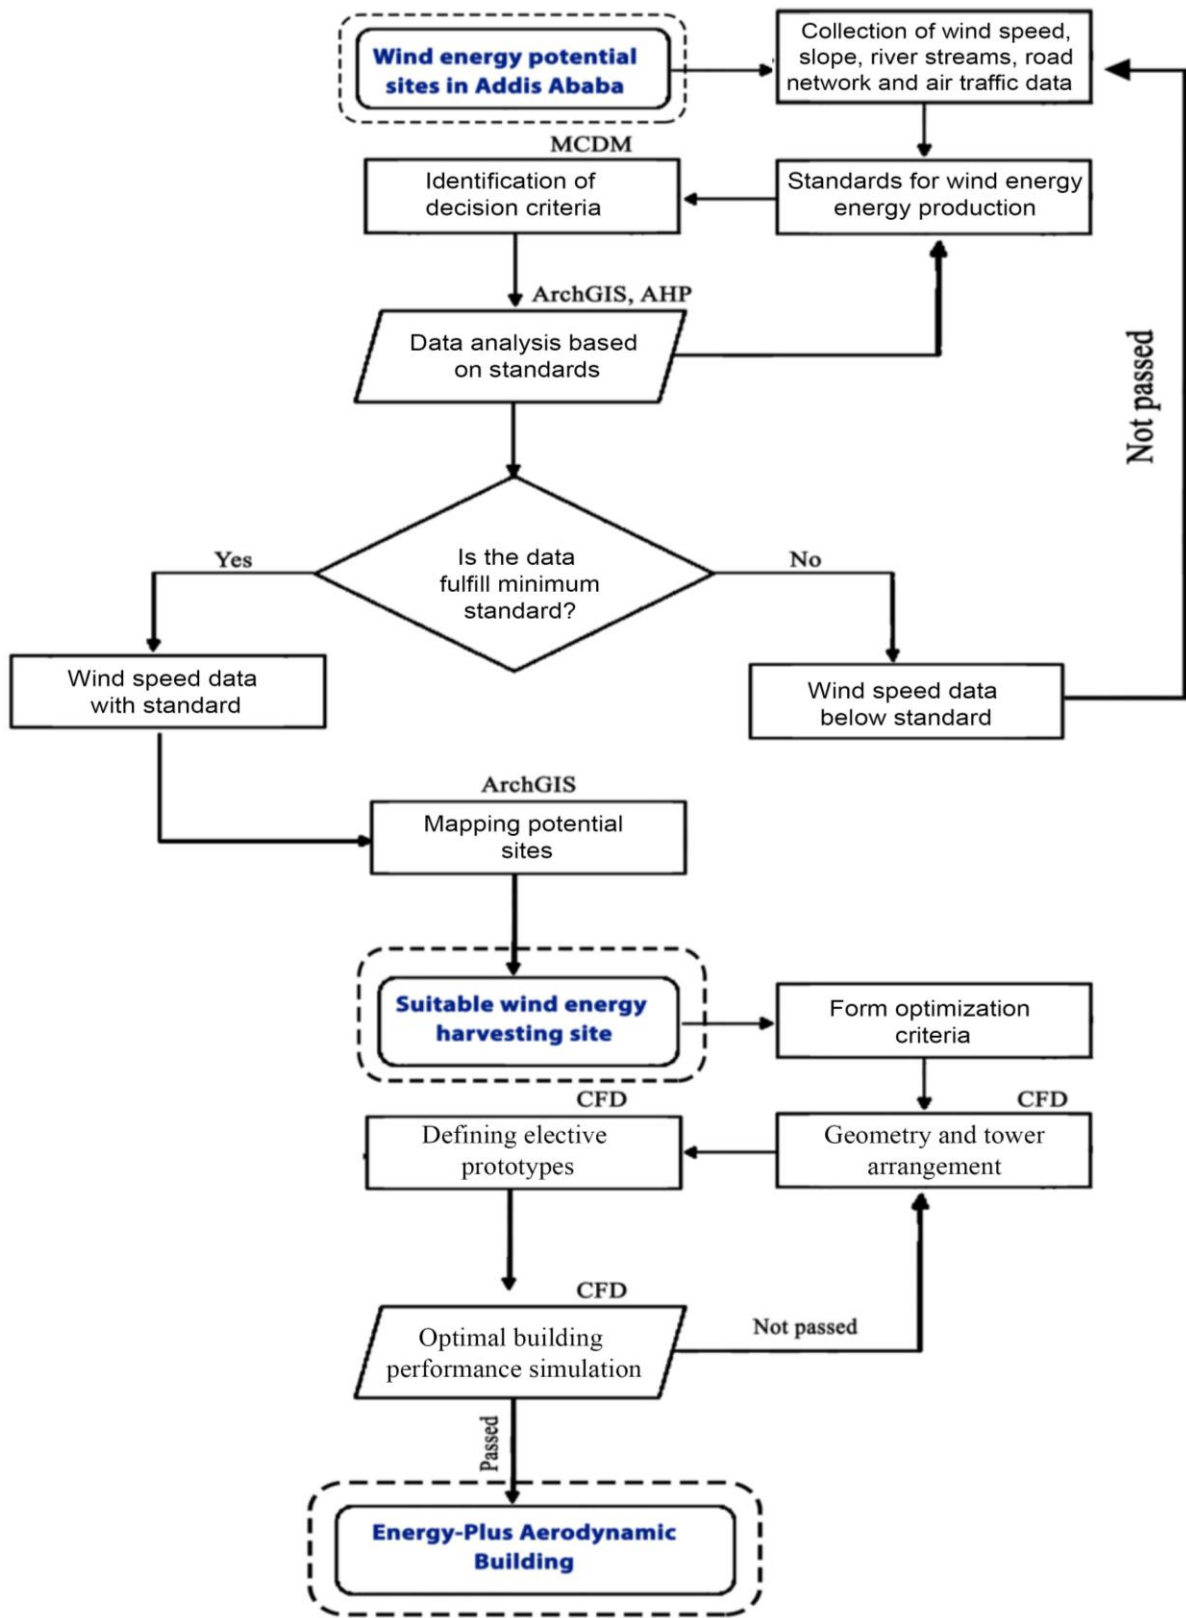 Wind energy potential
sites in Addis Ababa
Collection of wind speed,
slope, river streams, road
network and air traffic data
MCDM
Identification of
decision criteria
Standards for wind energy
energy production
ArchGIS, AHP
Data analysis based
on standards
Not passed
Yes
Is the data
fulfill minimum
standard?
No
Wind speed data
with standard
Wind speed data
below standard
ArchGIS
Mapping potential
sites
Suitable wind energy
harvesting site
Form optimization
criteria
CFD
Defining elective
prototypes
CFD
Geometry and tower
arrangement
CFD
Optimal building
performance simulation
Not passed
Passed
Energy-Plus Aerodynamic
Building